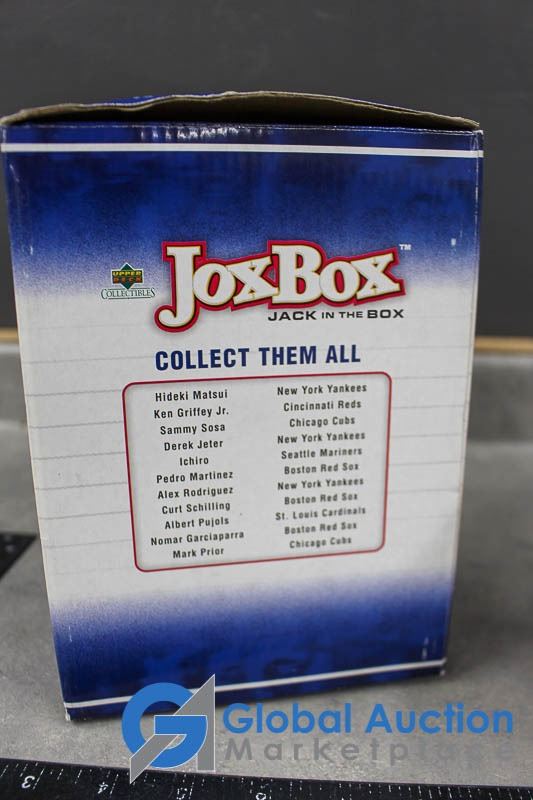 UPPER DECK
COLLECTIBLES
JOXBOX™
JACK IN THE BOX
COLLECT THEM ALL
Hideki Matsui New York Yankees
Ken Griffey Jr. Cincinnati Reds
Sammy Sosa Chicago Cubs
Derek Jeter New York Yankees
Ichiro Seattle Mariners
Pedro Martinez Boston Red Sox
Alex Rodriguez New York Yankees
Curt Schilling Boston Red Sox
Albert Pujols St. Louis Cardinals
Nomar Garciaparra Boston Red Sox
Mark Prior Chicago Cubs
Global Auction
Marketplace
3 4